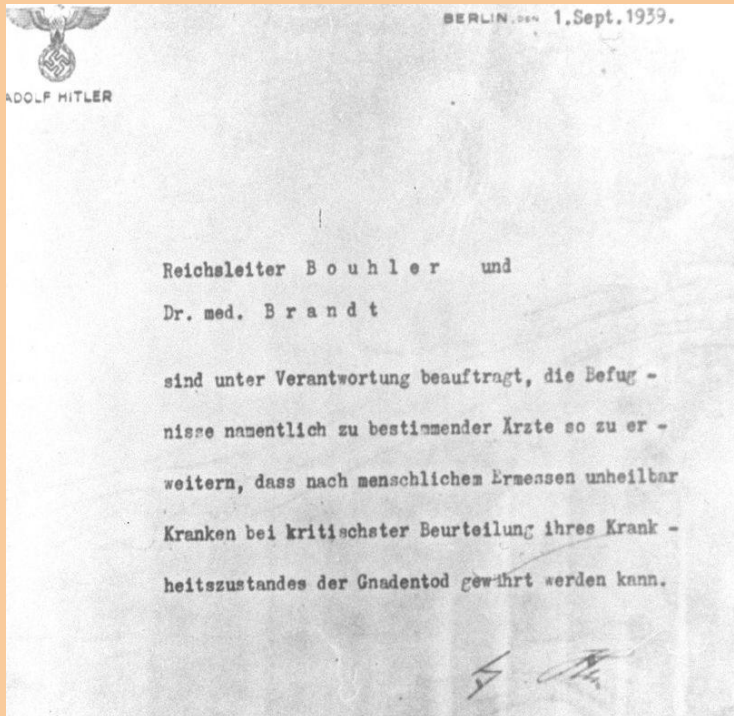 BERLIN, DEN 1.Sept.1939.
ADOLF HITLER
Reichsleiter B o u h l e r und
Dr. med. B r a n d t
sind unter Verantwortung beauftragt, die Befug -
nisse namentlich zu bestimmender Ärzte so zu er -
weitern, dass nach menschlichem Ermessen unheilbar
Kranken bei kritischster Beurteilung ihres Krank -
heitszustandes der Gnadentod gewährt werden kann.